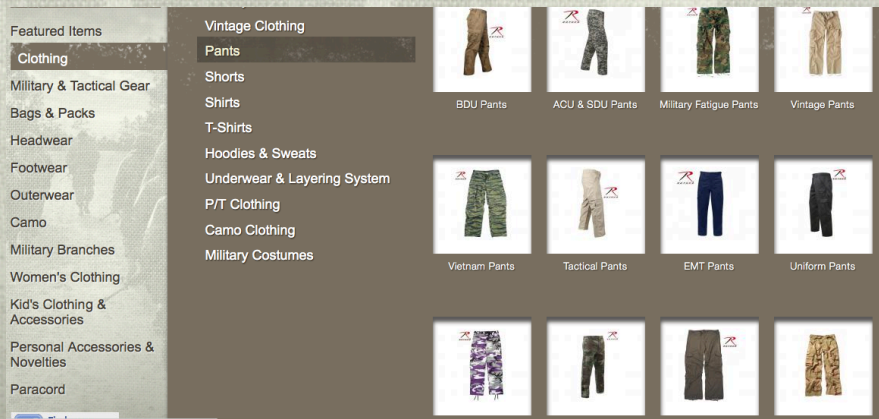 Featured Items
Clothing
Military & Tactical Gear
Bags & Packs
Headwear
Footwear
Outerwear
Camo
Military Branches
Women's Clothing
Kid's Clothing &
Accessories
Personal Accessories &
Novelties
Paracord
Vintage Clothing
Pants
Shorts
Shirts
T-Shirts
Hoodies & Sweats
Underwear & Layering System
P/T Clothing
Camo Clothing
Military Costumes
BDU Pants
ACU & SDU Pants
Military Fatigue Pants
Vintage Pants
Vietnam Pants
Tactical Pants
EMT Pants
Uniform Pants